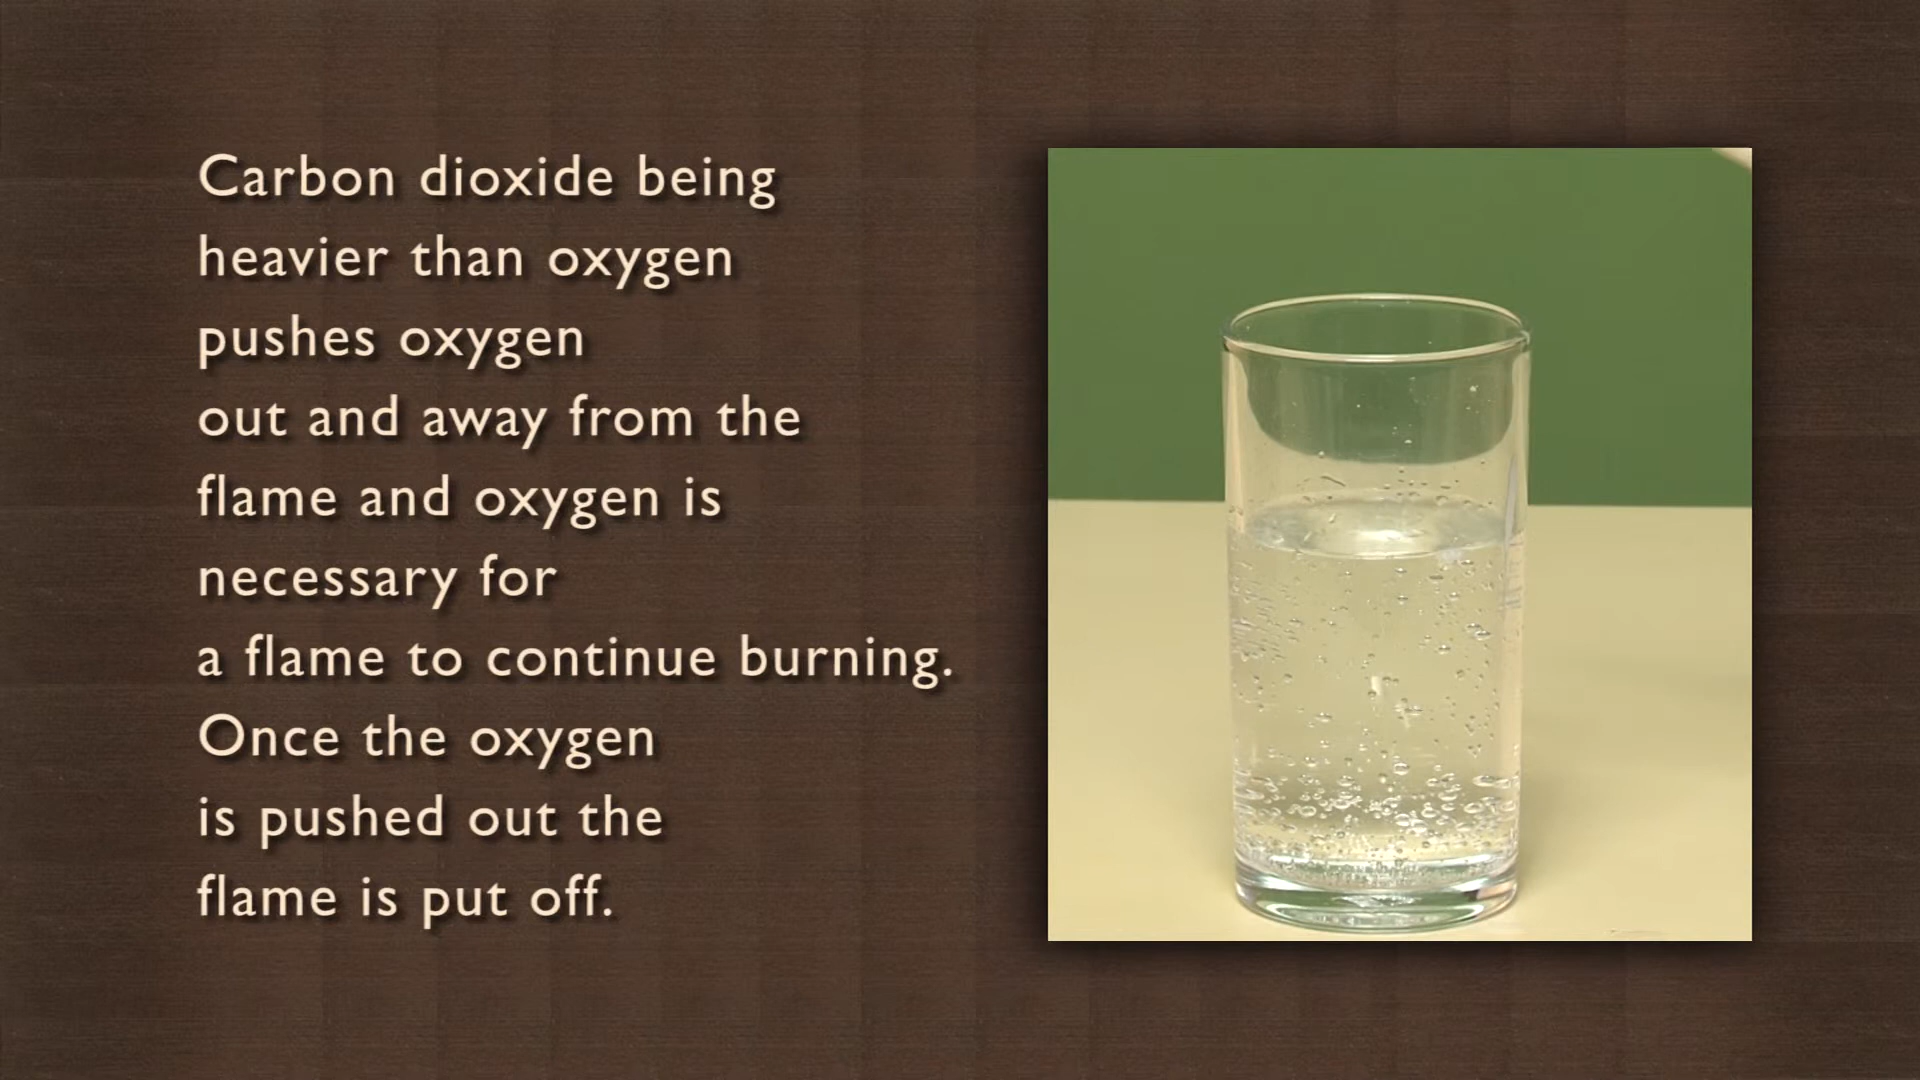 Carbon dioxide being
heavier than oxygen
pushes oxygen
out and away from the
flame and oxygen is
necessary for
a flame to continue burning.
Once the oxygen
is pushed out the
flame is put off.